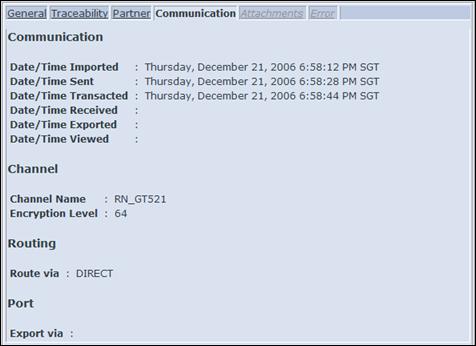 General Traceability Partner Communication Attachments Error
Communication
Date/Time Imported : Thursday, December 21, 2006 6:58:12 PM SGT
Date/Time Sent : Thursday, December 21, 2006 6:58:28 PM SGT
Date/Time Transacted : Thursday, December 21, 2006 6:58:44 PM SGT
Date/Time Received :
Date/Time Exported :
Date/Time Viewed :
Channel
Channel Name : RN_GT521
Encryption Level : 64
Routing
Route via : DIRECT
Port
Export via :